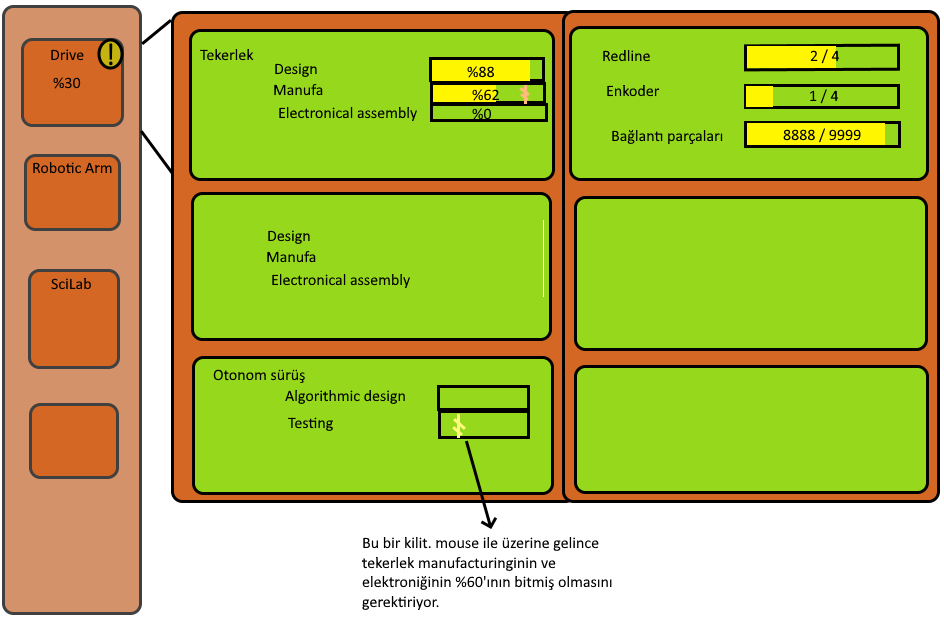 Drive
%30
!
Robotic Arm
SciLab
Tekerlek
Design %88
Manufa %62
Electronical assembly %0
Design
Manufa
Electronical assembly
Otonom sürüş
Algorithmic design
Testing
Redline 2 / 4
Enkoder 1 / 4
Bağlantı parçaları 8888 / 9999
Bu bir kilit. mouse ile üzerine gelince
tekerlek manufacturinginin ve
elektroniğinin %60'ının bitmiş olmasını
gerektiriyor.